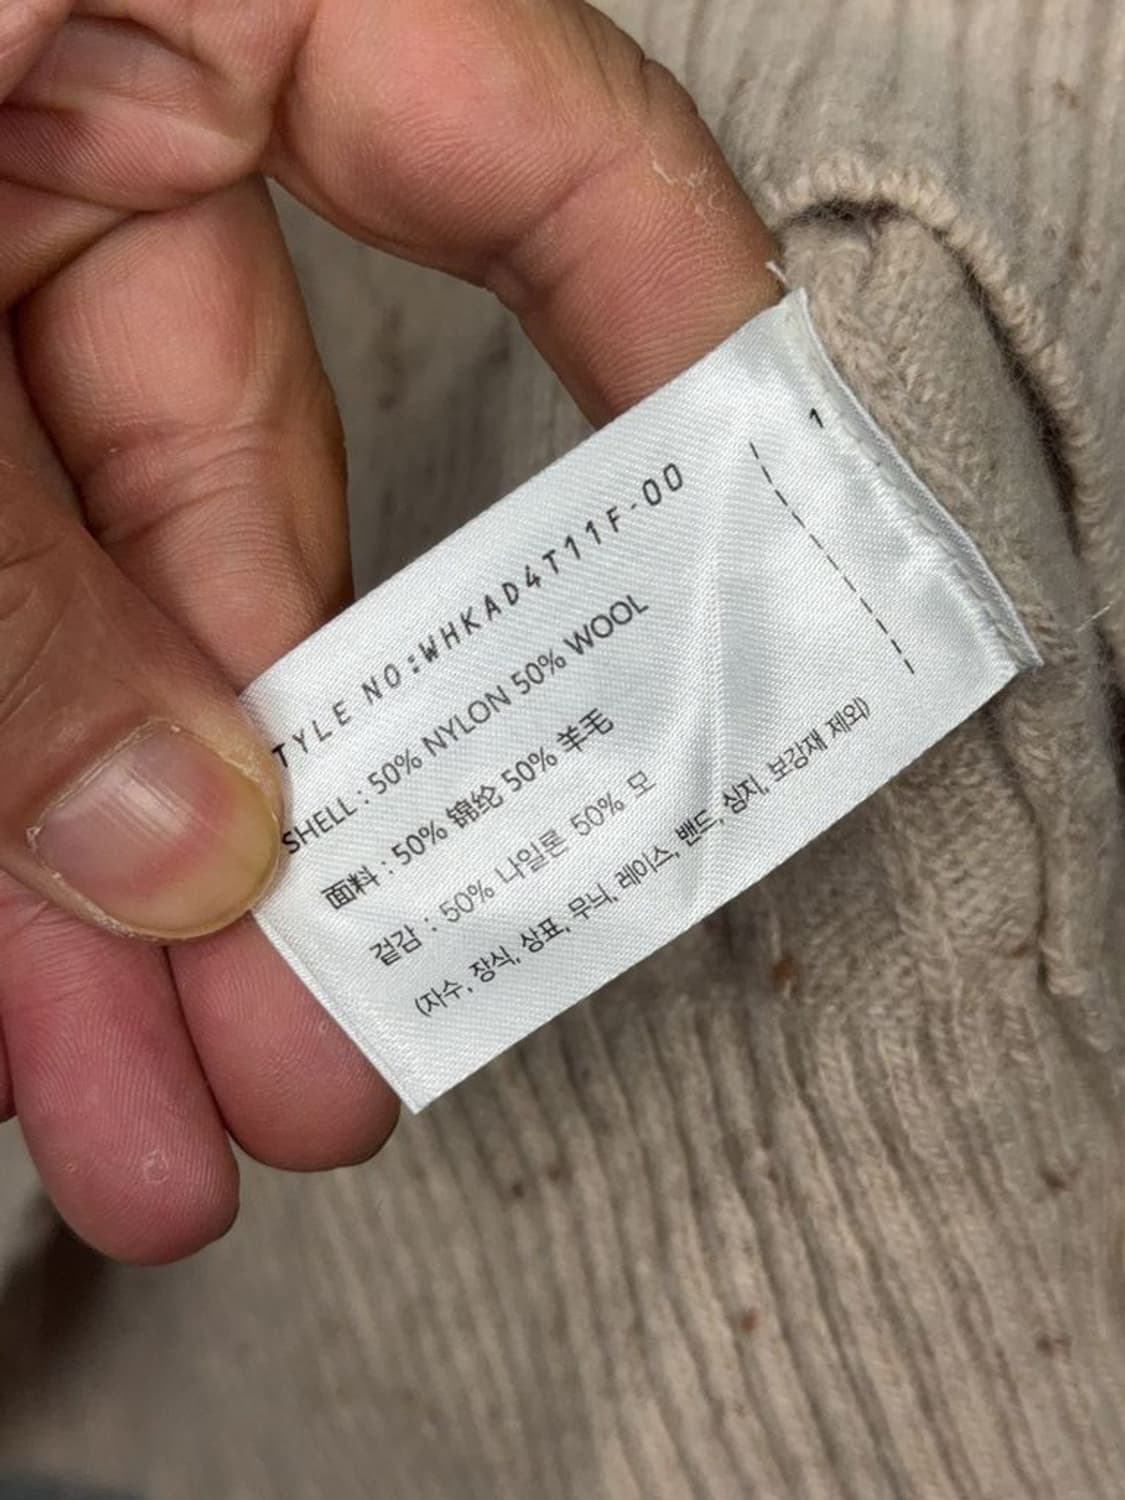 1
TYLE NO:WHKAD4T11F-00
SHELL : 50% NYLON 50% WOOL
面料 : 50% 锦纶 50% 羊毛
겉감 : 50% 나일론 50% 모
(자수, 장식, 상표, 무늬, 레이스, 밴드, 심지, 보강재 제외)